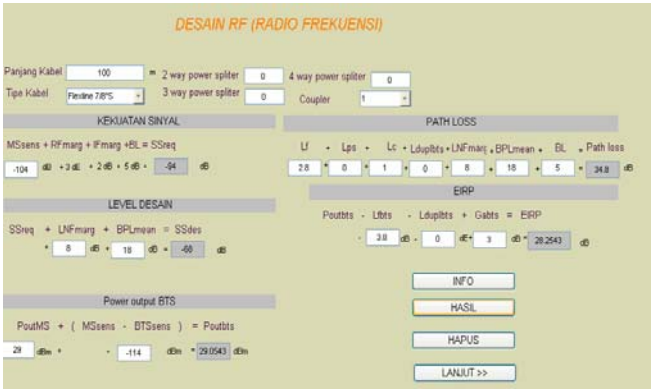 DESAIN RF (RADIO FREKUENSI)
Panjang Kabel 100 m 2 way power spliter 0 4 way power spliter 0
Tipe Kabel Flexline 7/8"S 3 way power spliter 0 Coupler 1
KEKUATAN SINYAL
MSsens + RFmarg + IFmarg +BL = SSreq
-104 dB + 3 dB + 2 dB + 5 dB = -94 dB
LEVEL DESAIN
SSreq + LNFmarg + BPLmean = SSdes
+ 8 dB + 18 dB = -68 dB
Power output BTS
PoutMS + ( MSsens - BTSsens ) = Poutbts
29 dBm + - -114 dBm = 29.0543 dBm
PATH LOSS
Lf + Lps + Lc + Lduplbts + LNFmarg + BPLmean + BL = Path loss
2.8 + 0 + 1 + 0 + 8 + 18 + 5 = 34.8 dB
EIRP
Poutbts - Lfbts - Lduplbts + Gabts = EIRP
- 3.8 dB - 0 dB + 3 dB = 28.2543 dB
INFO
HASIL
HAPUS
LANJUT >>